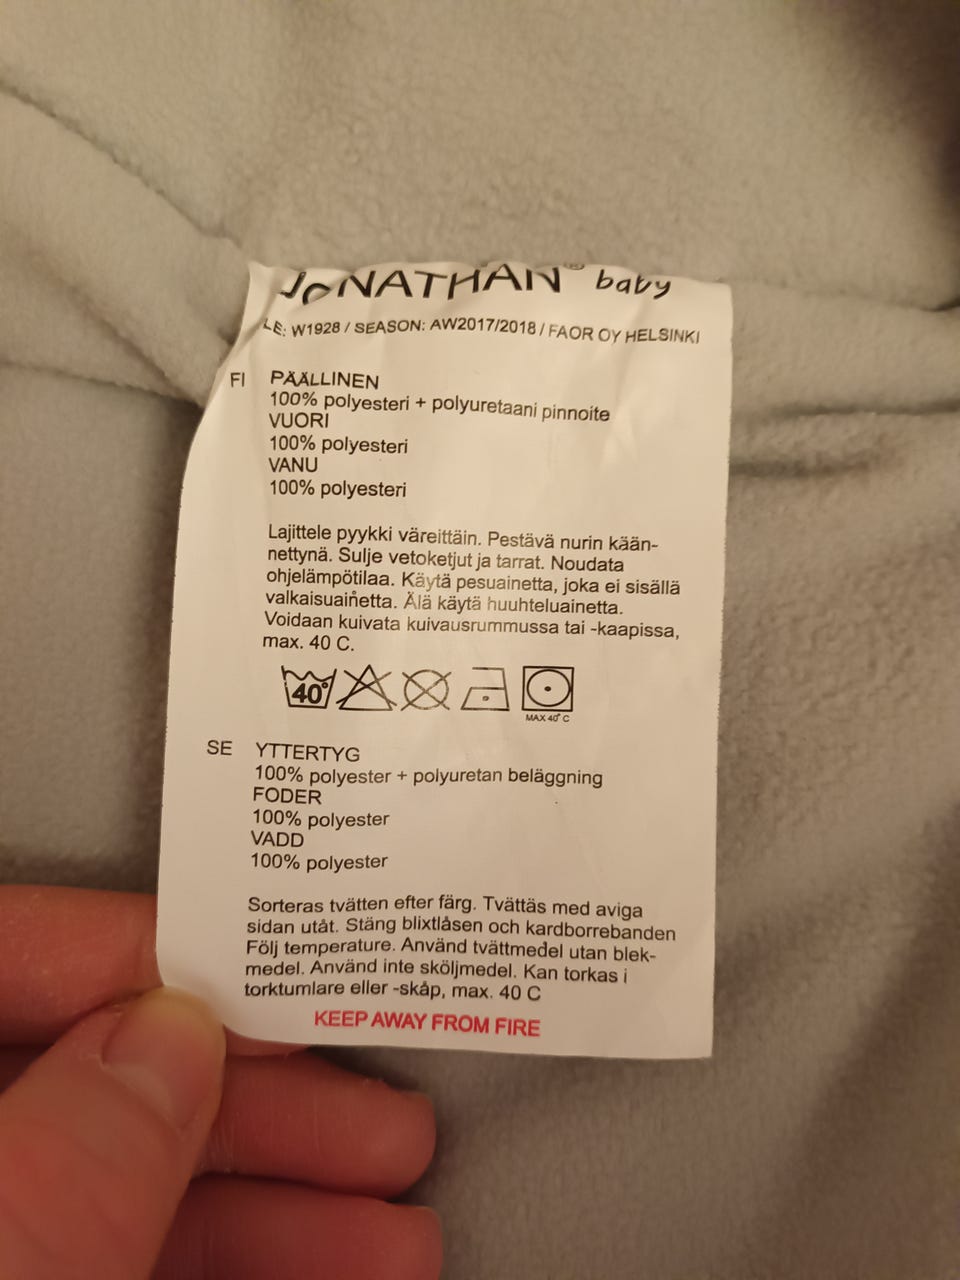 JONATHAN® baby
LE: W1928 / SEASON: AW2017/2018 / FAOR OY HELSINKI
FI PÄÄLLINEN
100% polyesteri + polyuretaani pinnoite
VUORI
100% polyesteri
VANU
100% polyesteri
Lajittele pyykki väreittäin. Pestävä nurin kään-
nettynä. Sulje vetoketjut ja tarrat. Noudata
ohjelämpötilaa. Käytä pesuainetta, joka ei sisällä
valkaisuainetta. Älä käytä huuhteluainetta.
Voidaan kuivata kuivausrummussa tai -kaapissa,
max. 40 C.
40°
MAX 40° C
SE YTTERTYG
100% polyester + polyuretan beläggning
FODER
100% polyester
VADD
100% polyester
Sorteras tvätten efter färg. Tvättäs med aviga
sidan utåt. Stäng blixtlåsen och kardborrebanden
Följ temperature. Använd tvättmedel utan blek-
medel. Använd inte sköljmedel. Kan torkas i
torktumlare eller -skåp, max. 40 C
KEEP AWAY FROM FIRE